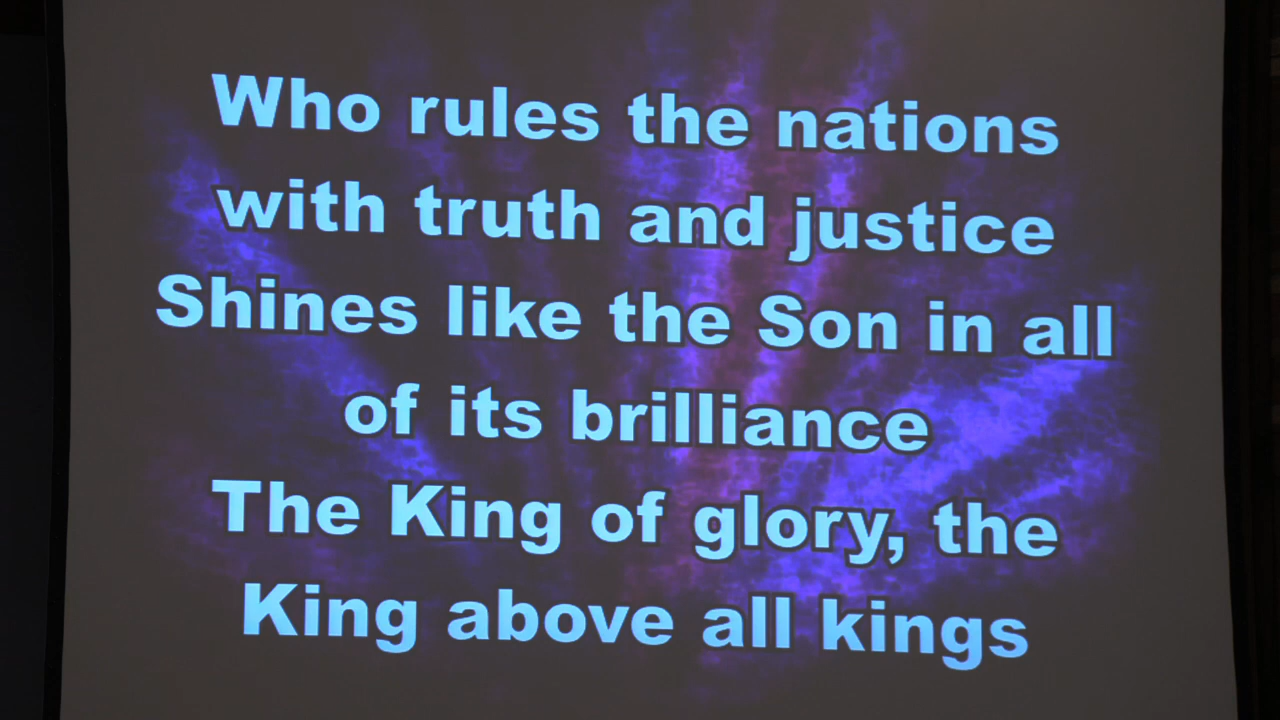 Who rules the nations
with truth and justice
Shines like the Son in all
of its brilliance
The King of glory, the
King above all kings